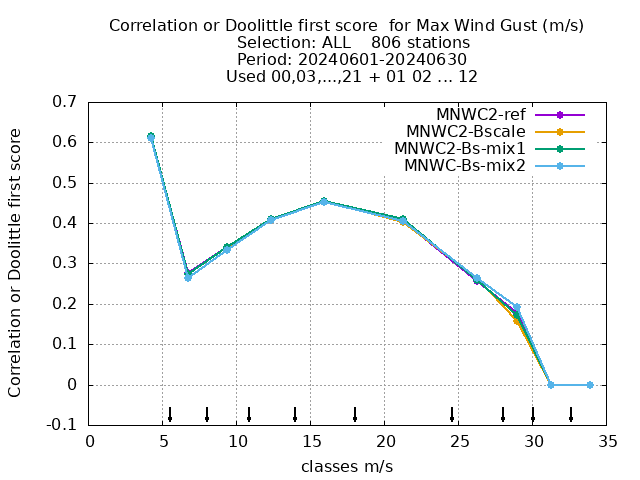 Correlation or Doolittle first score  for Max Wind Gust (m/s)
Selection: ALL    806 stations
Period: 20240601-20240630
Used 00,03,...,21 + 01 02 ... 12
Correlation or Doolittle first score
0.7
0.6
0.5
0.4
0.3
0.2
0.1
0
-0.1
MNWC2-ref
MNWC2-Bscale
MNWC2-Bs-mix1
MNWC-Bs-mix2
0 5 10 15 20 25 30 35
classes m/s